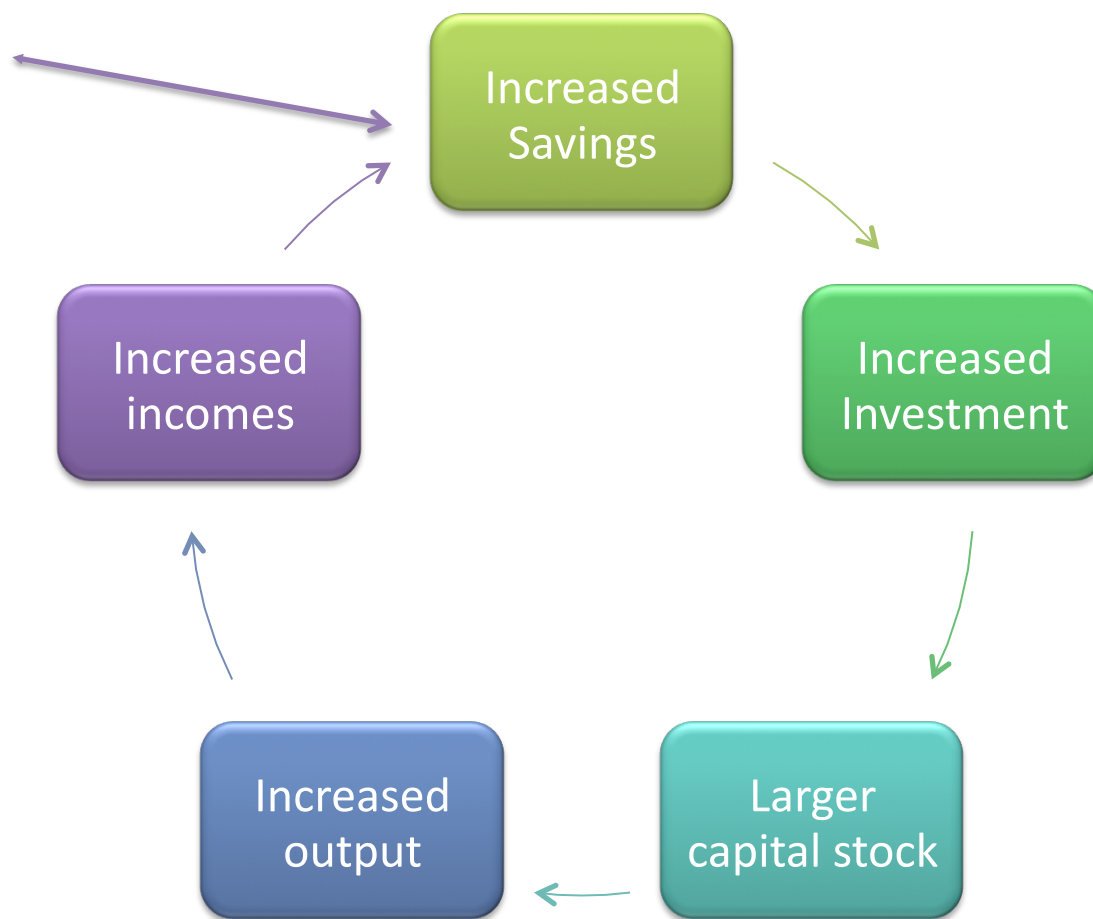 Increased
Savings
Increased
Investment
Larger
capital stock
Increased
output
Increased
incomes